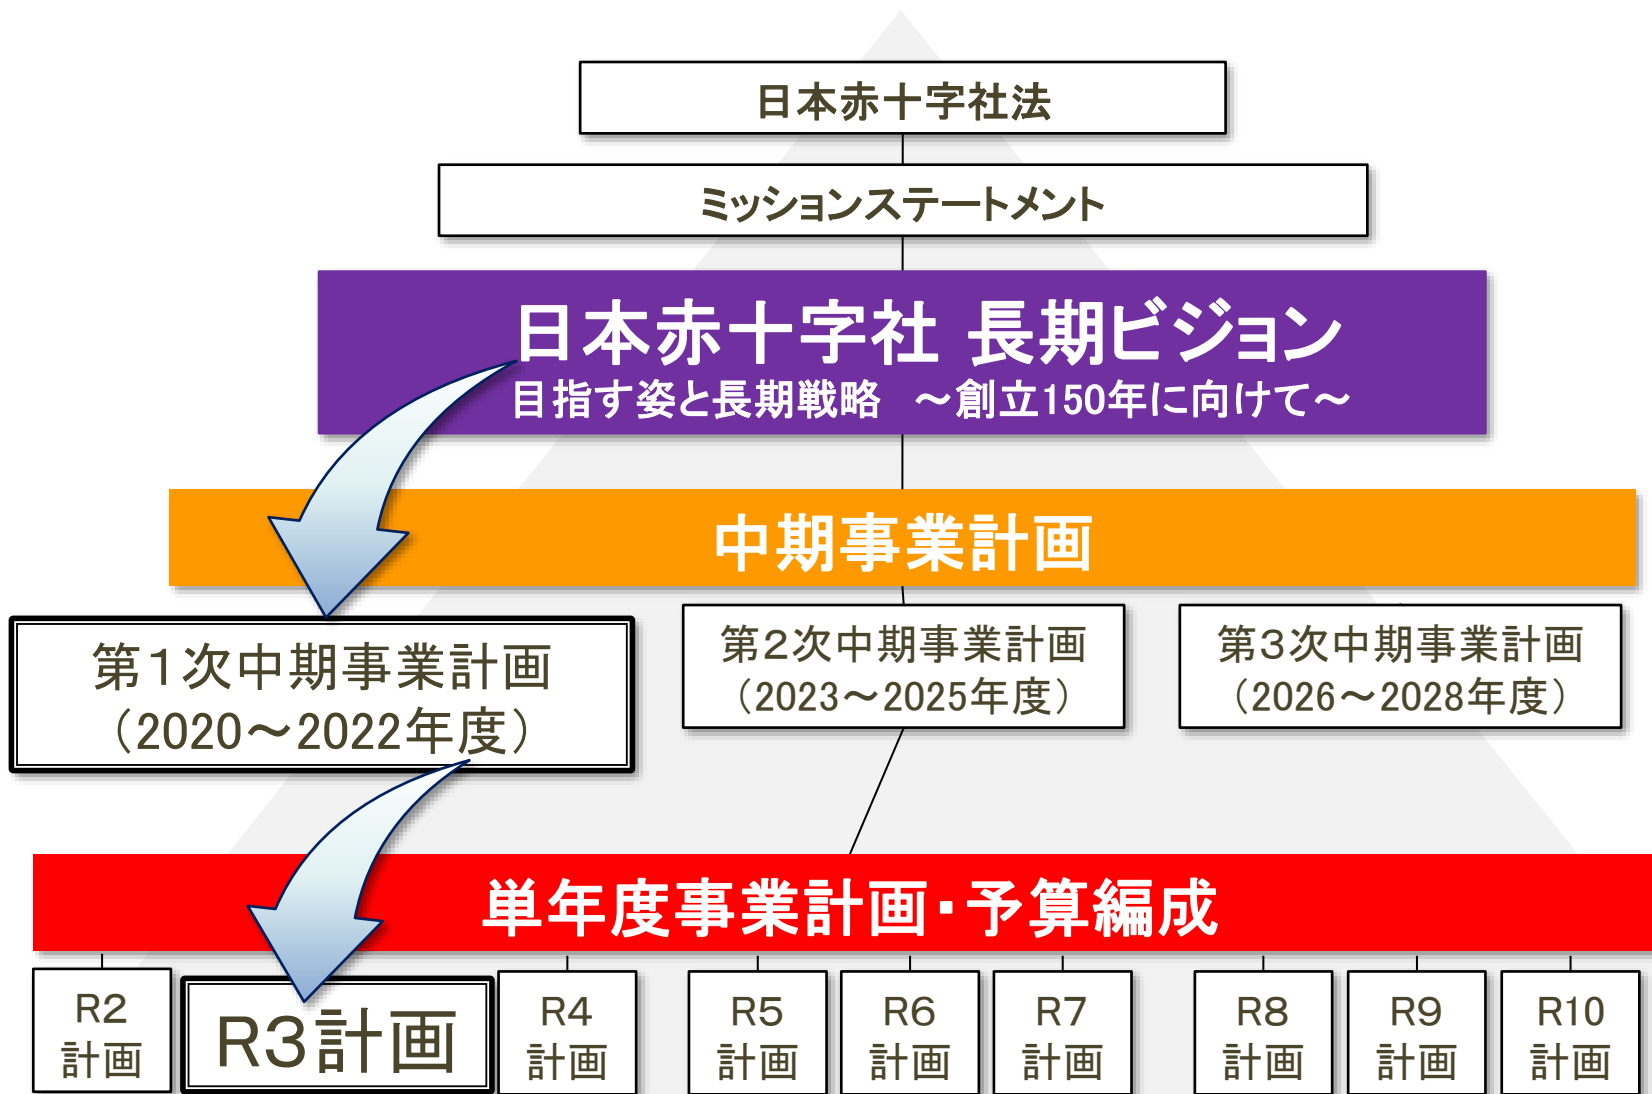 日本赤十字社法
ミッションステートメント
日本赤十字社 長期ビジョン
目指す姿と長期戦略　～創立150年に向けて～
中期事業計画
第1次中期事業計画
（2020～2022年度）
第2次中期事業計画
（2023～2025年度）
第3次中期事業計画
（2026～2028年度）
単年度事業計画・予算編成
R2
計画
R3計画
R4
計画
R5
計画
R6
計画
R7
計画
R8
計画
R9
計画
R10
計画